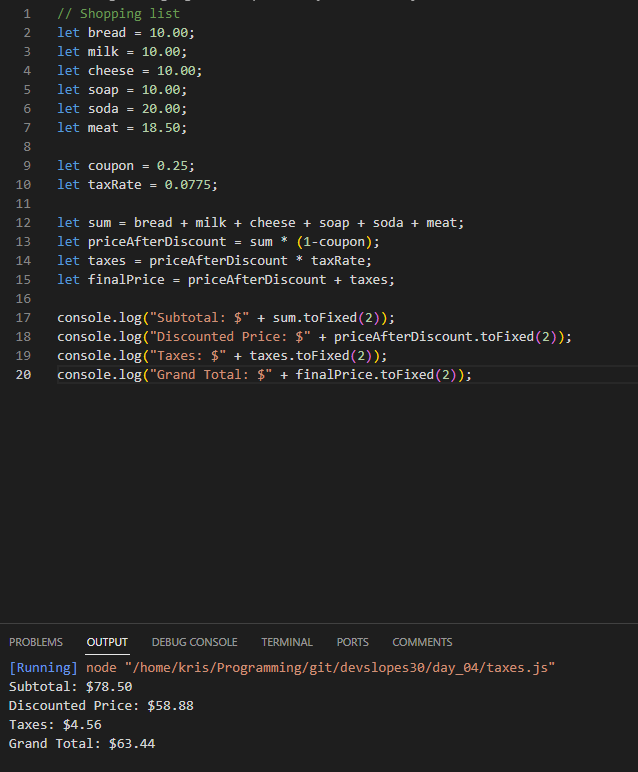 1 // Shopping list
2 let bread = 10.00;
3 let milk = 10.00;
4 let cheese = 10.00;
5 let soap = 10.00;
6 let soda = 20.00;
7 let meat = 18.50;
8
9 let coupon = 0.25;
10 let taxRate = 0.0775;
11
12 let sum = bread + milk + cheese + soap + soda + meat;
13 let priceAfterDiscount = sum * (1-coupon);
14 let taxes = priceAfterDiscount * taxRate;
15 let finalPrice = priceAfterDiscount + taxes;
16
17 console.log("Subtotal: $" + sum.toFixed(2));
18 console.log("Discounted Price: $" + priceAfterDiscount.toFixed(2));
19 console.log("Taxes: $" + taxes.toFixed(2));
20 console.log("Grand Total: $" + finalPrice.toFixed(2));
PROBLEMS OUTPUT DEBUG CONSOLE TERMINAL PORTS COMMENTS
[Running] node "/home/kris/Programming/git/devslopes30/day_04/taxes.js"
Subtotal: $78.50
Discounted Price: $58.88
Taxes: $4.56
Grand Total: $63.44